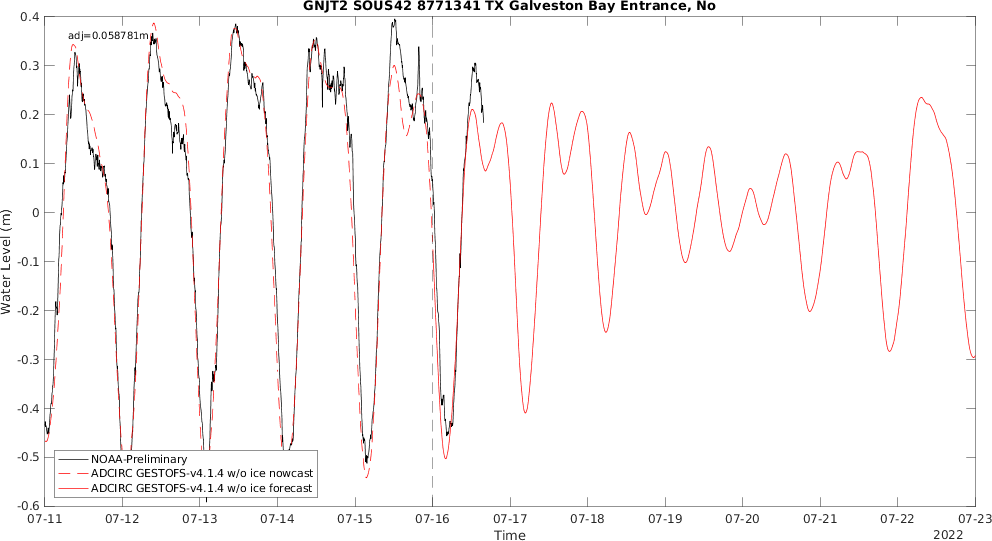 GNJT2 SOUS42 8771341 TX Galveston Bay Entrance, No
adj=0.058781m
0.4
0.3
0.2
0.1
0
-0.1
-0.2
-0.3
-0.4
-0.5
-0.6
Water Level (m)
NOAA-Preliminary
ADCIRC GESTOFS-v4.1.4 w/o ice nowcast
ADCIRC GESTOFS-v4.1.4 w/o ice forecast
07-11 07-12 07-13 07-14 07-15 07-16 07-17 07-18 07-19 07-20 07-21 07-22 07-23
Time
2022